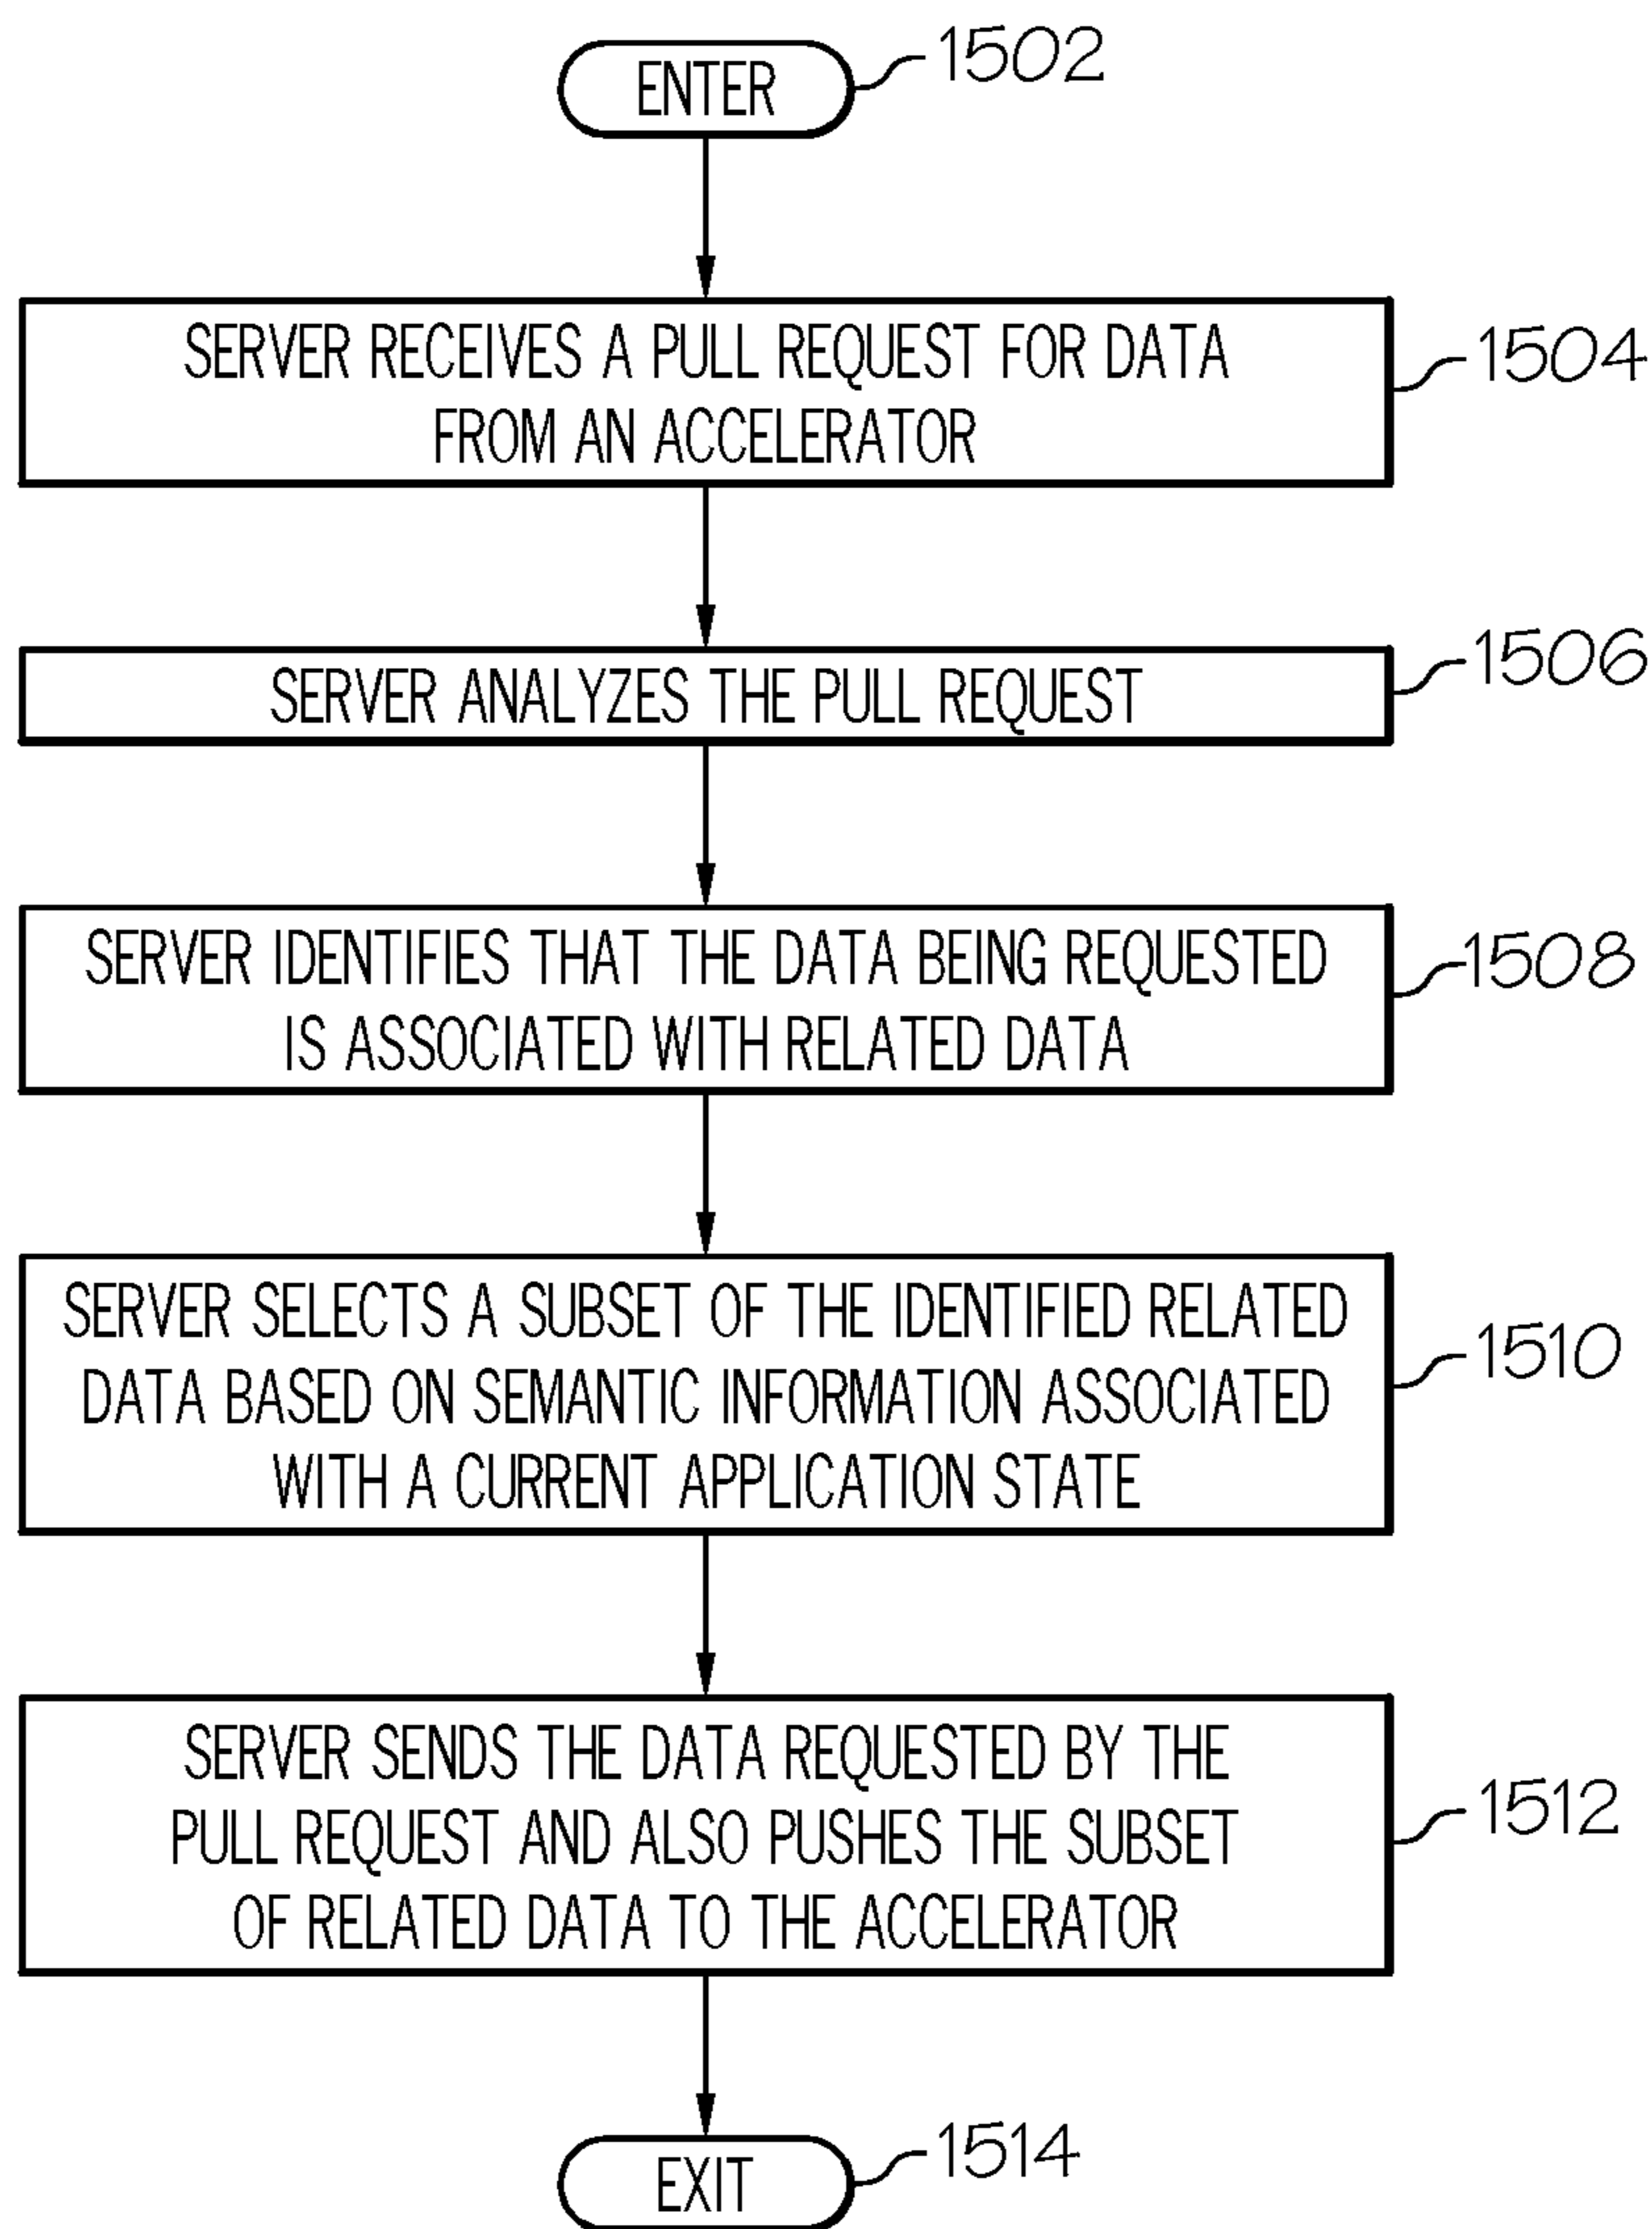 ENTER
1502
SERVER RECEIVES A PULL REQUEST FOR DATA
FROM AN ACCELERATOR
1504
SERVER ANALYZES THE PULL REQUEST
1506
SERVER IDENTIFIES THAT THE DATA BEING REQUESTED
IS ASSOCIATED WITH RELATED DATA
1508
SERVER SELECTS A SUBSET OF THE IDENTIFIED RELATED
DATA BASED ON SEMANTIC INFORMATION ASSOCIATED
WITH A CURRENT APPLICATION STATE
1510
SERVER SENDS THE DATA REQUESTED BY THE
PULL REQUEST AND ALSO PUSHES THE SUBSET
OF RELATED DATA TO THE ACCELERATOR
1512
EXIT
1514